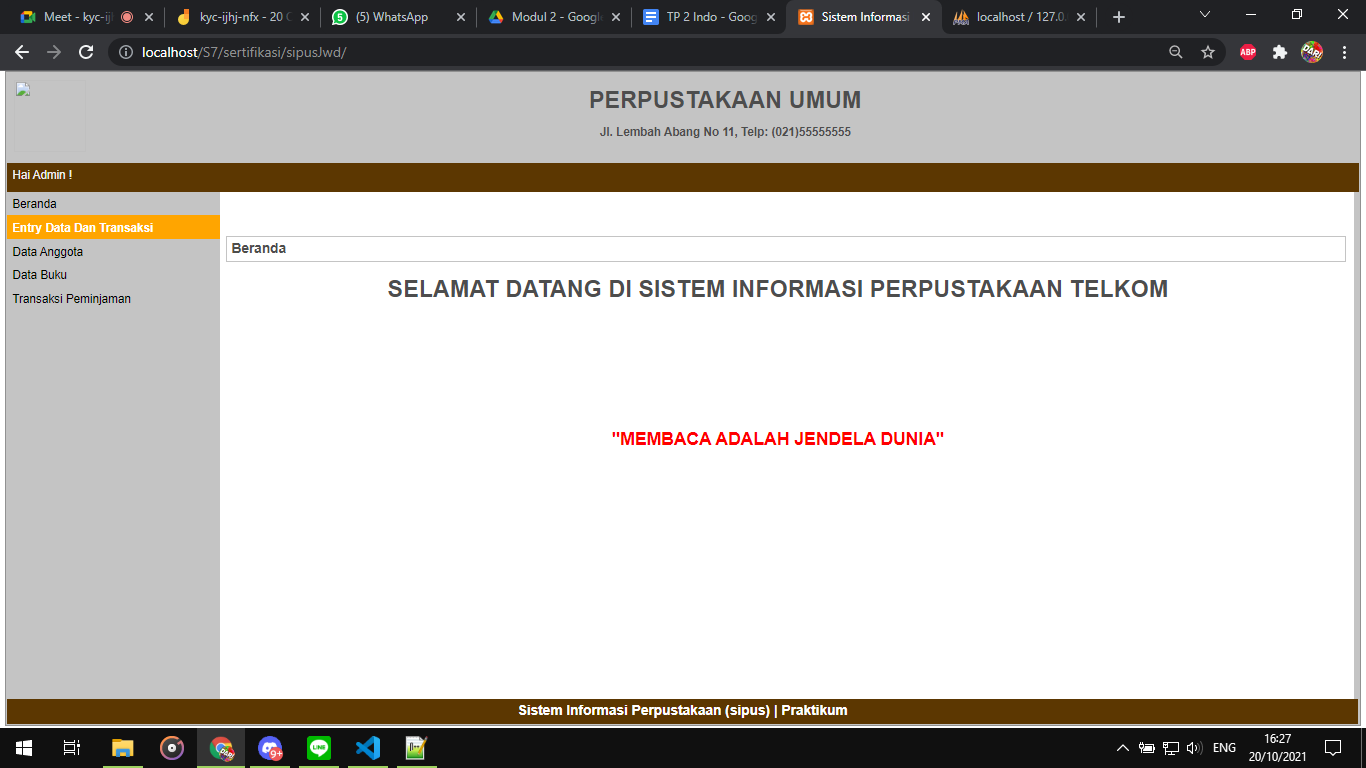 Meet - kyc-ij
kyc-ijhj-nfx - 20
(5) WhatsApp
Modul 2 - Google
TP 2 Indo - Goog
Sistem Informasi
localhost / 127.0.
localhost/S7/sertifikasi/sipusJwd/
ABP
PERPUSTAKAAN UMUM
Jl. Lembah Abang No 11, Telp: (021)55555555
Hai Admin !
Beranda
Entry Data Dan Transaksi
Data Anggota
Data Buku
Transaksi Peminjaman
Beranda
SELAMAT DATANG DI SISTEM INFORMASI PERPUSTAKAAN TELKOM
"MEMBACA ADALAH JENDELA DUNIA"
Sistem Informasi Perpustakaan (sipus) | Praktikum
9+
LINE
ENG
16:27
20/10/2021